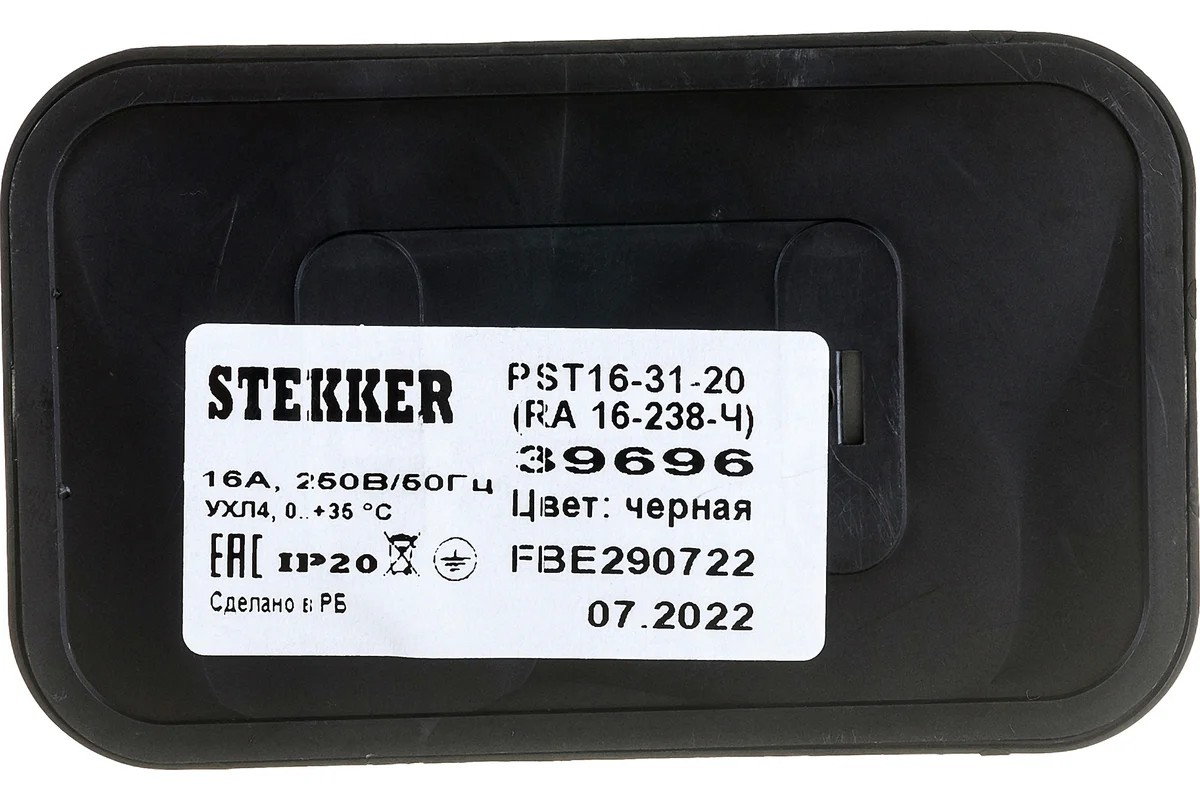 STEKKER
16А, 250В/50Гц
УХЛ4, 0..+35 °С
EAC IP20
Сделано в РБ
PST16-31-20
(RA 16-238-Ч)
39696
Цвет: черная
FBE290722
07.2022